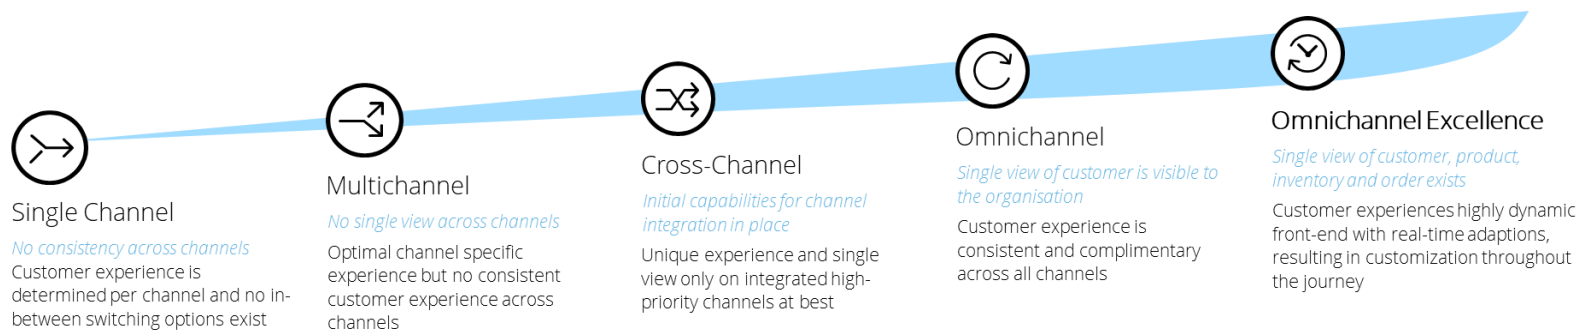 Single Channel
No consistency across channels
Customer experience is
determined per channel and no in-
between switching options exist
Multichannel
No single view across channels
Optimal channel specific
experience but no consistent
customer experience across
channels
Cross-Channel
Initial capabilities for channel
integration in place
Unique experience and single
view only on integrated high-
priority channels at best
Omnichannel
Single view of customer is visible to
the organisation
Customer experience is
consistent and complimentary
across all channels
Omnichannel Excellence
Single view of customer, product,
inventory and order exists
Customer experiences highly dynamic
front-end with real-time adaptions,
resulting in customization throughout
the journey